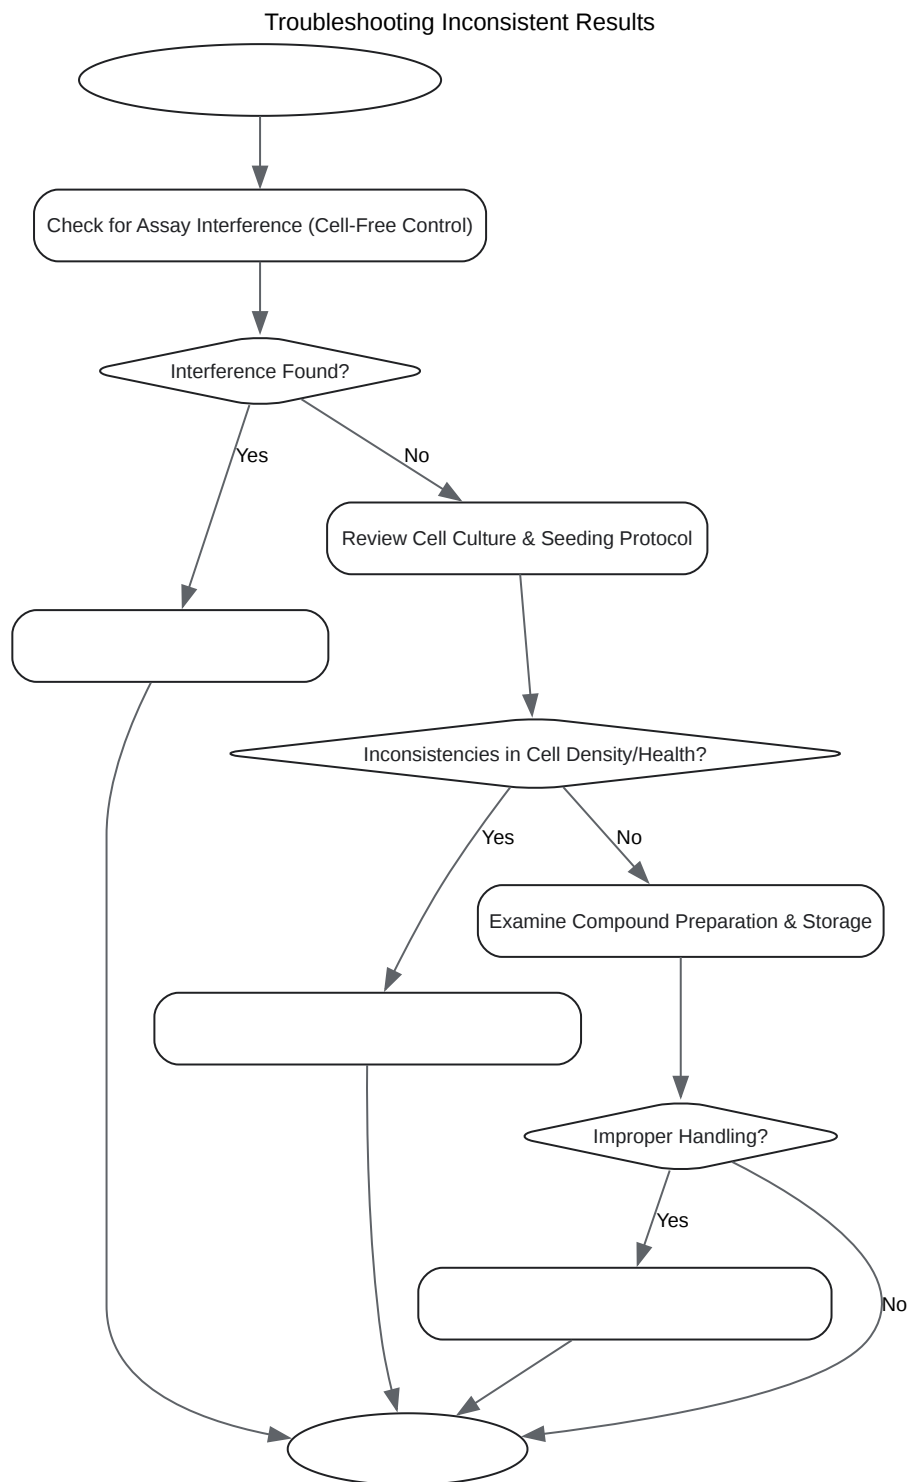 Troubleshooting Inconsistent Results
Check for Assay Interference (Cell-Free Control)
Interference Found?
Yes
No
Review Cell Culture & Seeding Protocol
Inconsistencies in Cell Density/Health?
Yes
No
Examine Compound Preparation & Storage
Improper Handling?
Yes
No